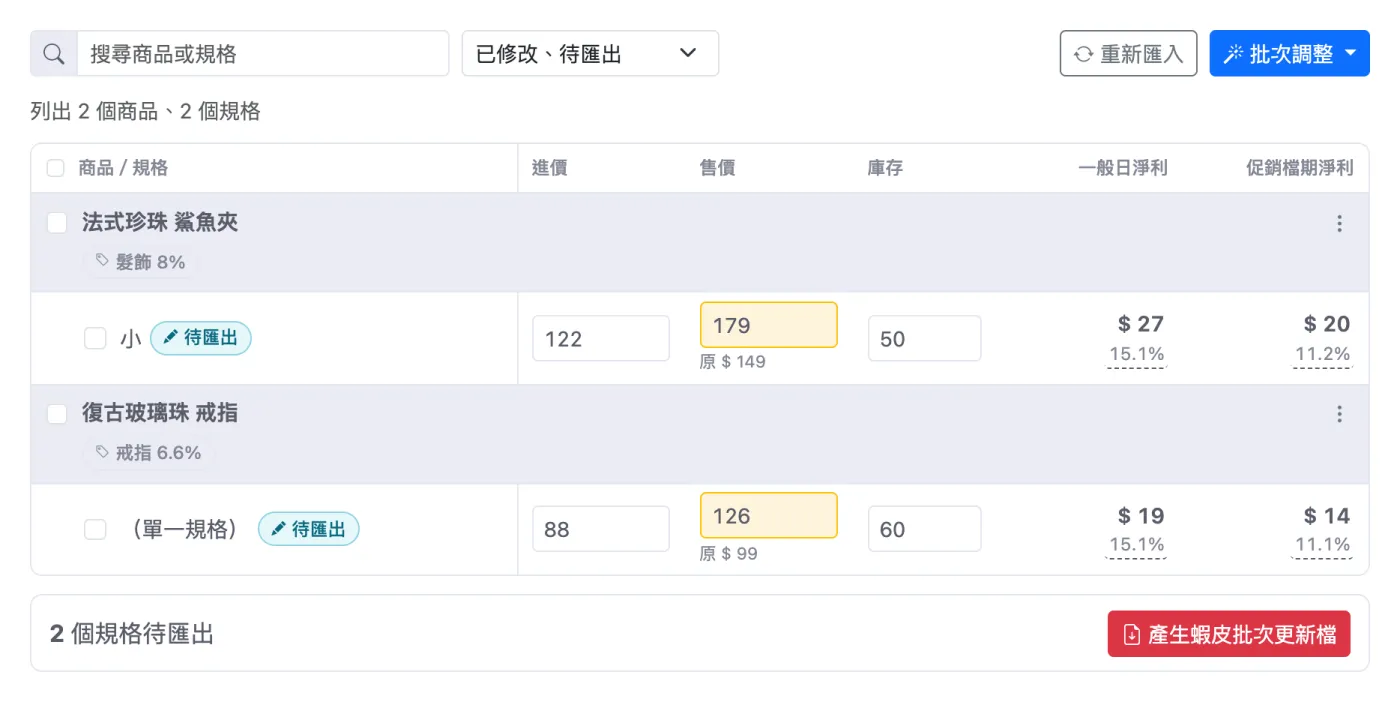 搜尋商品或規格
已修改、待匯出
重新匯入
批次調整
列出 2 個商品、2 個規格
商品 / 規格 進價 售價 庫存 一般日淨利 促銷檔期淨利
法式珍珠 鯊魚夾
髮飾 8%
小 待匯出 122 179 50 $ 27 $ 20
原 $ 149 15.1% 11.2%
復古玻璃珠 戒指
戒指 6.6%
（單一規格） 待匯出 88 126 60 $ 19 $ 14
原 $ 99 15.1% 11.1%
2 個規格待匯出
產生蝦皮批次更新檔